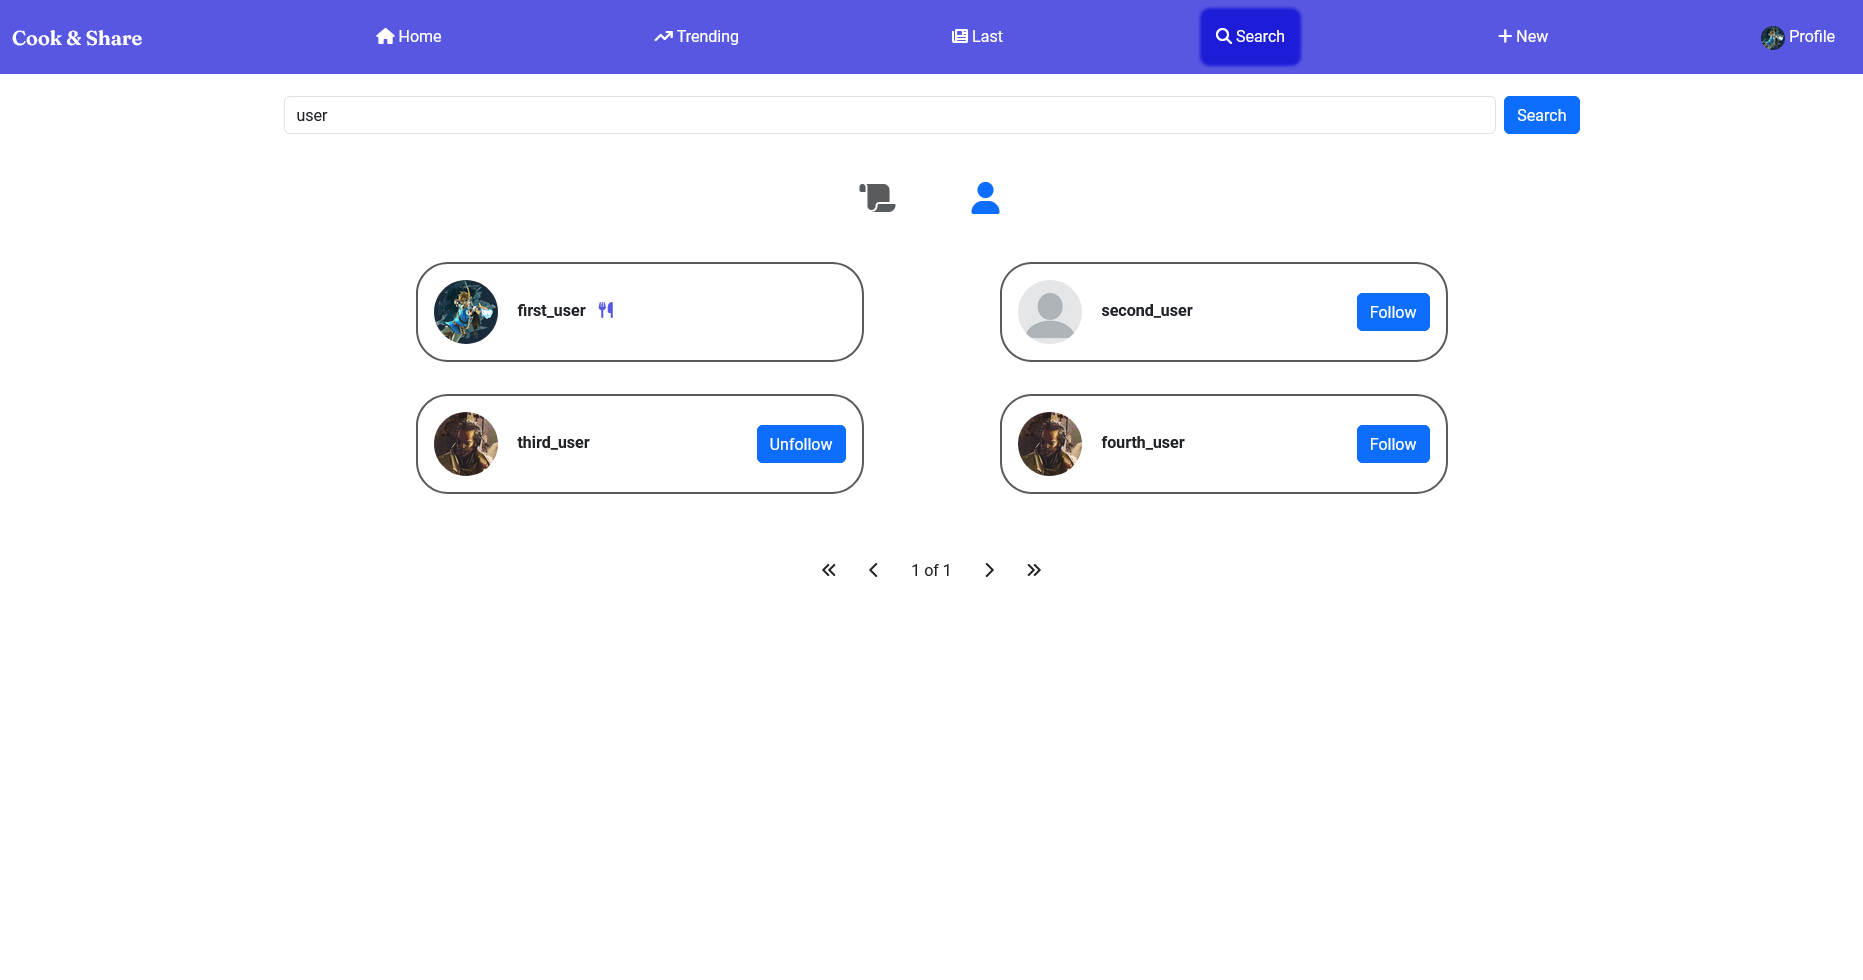 Cook & Share
Home
Trending
Last
Search
New
Profile
user
Search
first_user
second_user
Follow
third_user
Unfollow
fourth_user
Follow
1 of 1